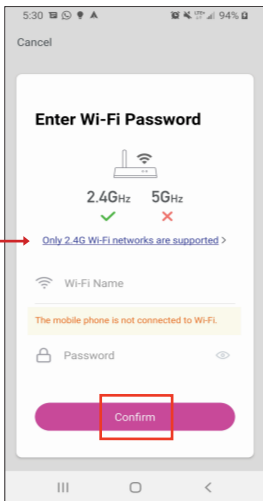 5:30 94%
Cancel
Enter Wi-Fi Password
2.4GHz 5GHz
Only 2.4G Wi-Fi networks are supported >
Wi-Fi Name
The mobile phone is not connected to Wi-Fi.
Password
Confirm